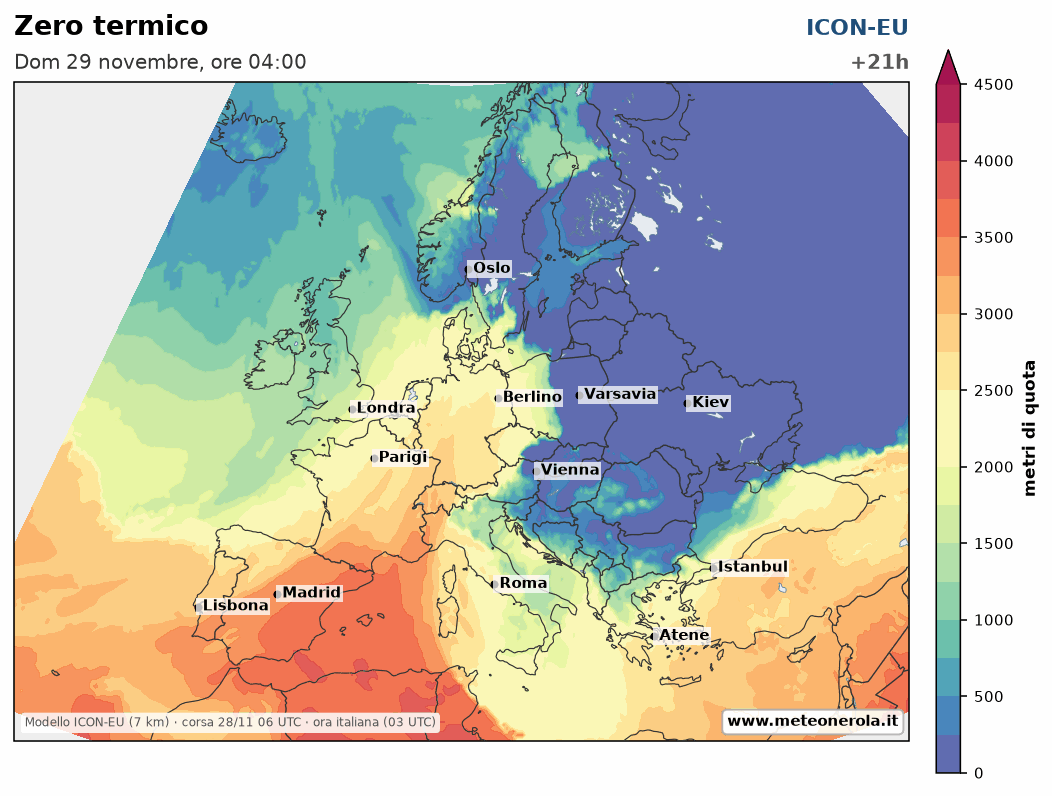 Zero termico
ICON-EU
Dom 29 novembre, ore 04:00
+21h
4500
4000
3500
3000
2500
2000
1500
1000
500
0
metri di quota
Oslo
Berlino
Varsavia
Kiev
Londra
Parigi
Vienna
Istanbul
Roma
Madrid
Lisbona
Atene
Modello ICON-EU (7 km) · corsa 28/11 06 UTC · ora italiana (03 UTC)
www.meteonerola.it